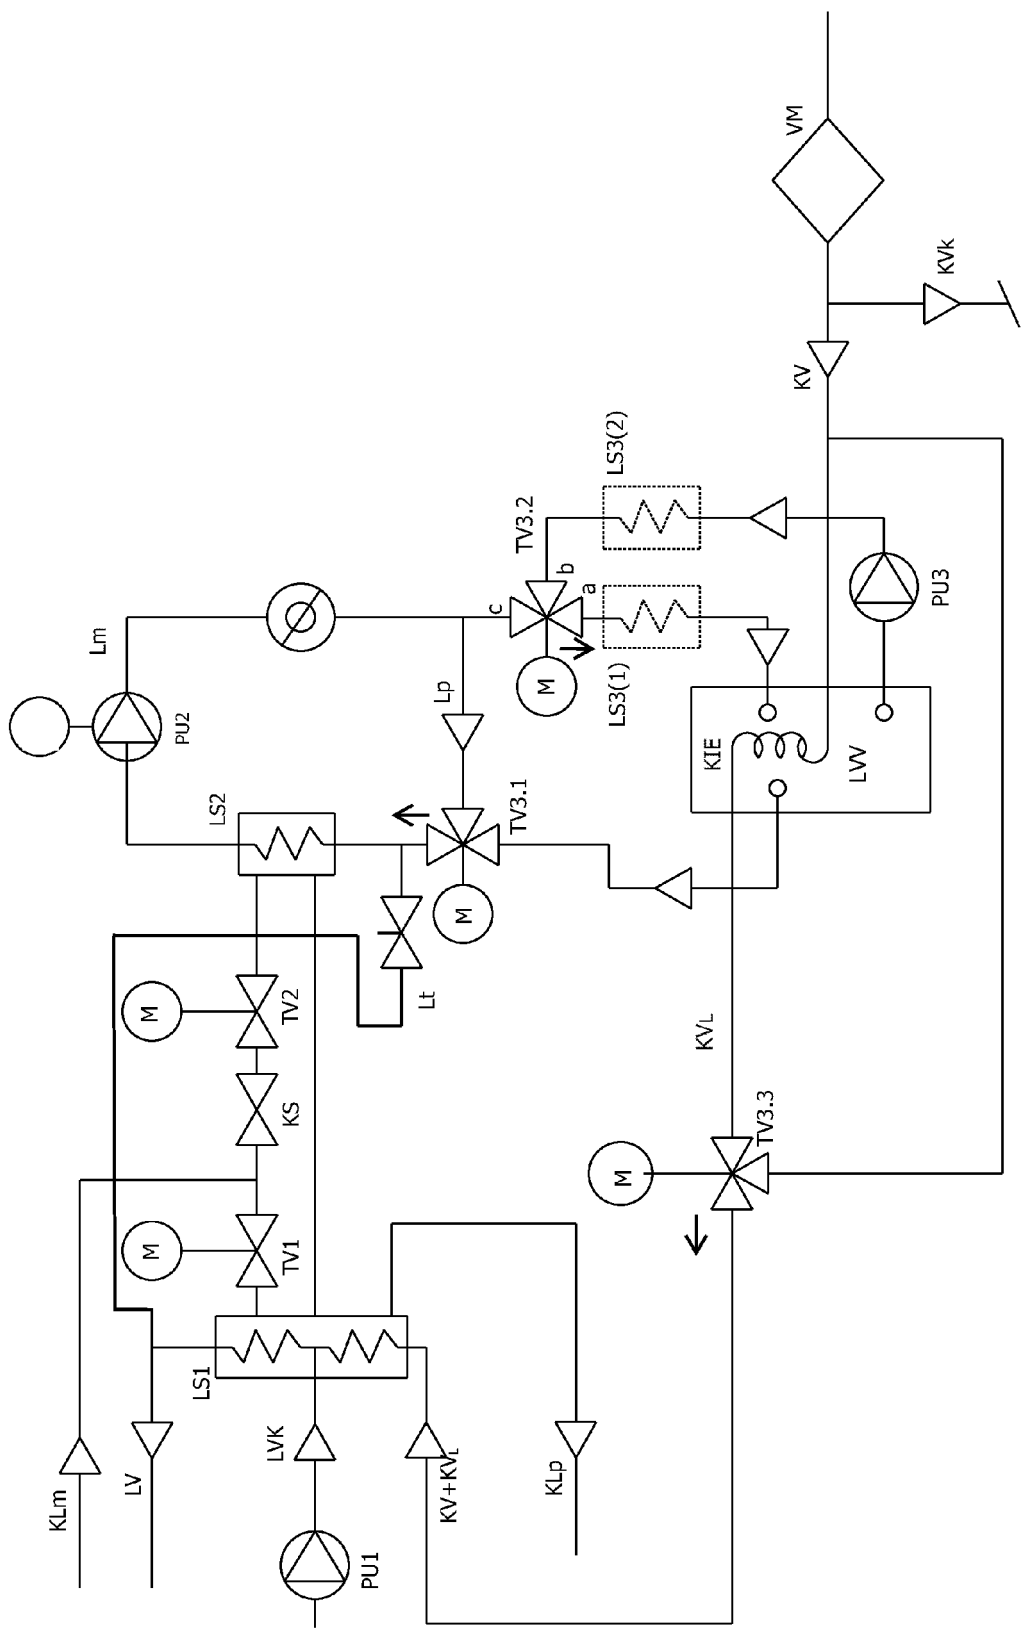 KLm
LV
LVK
PU1
KV+KVL
KLp
LS1
M
TV1
KS
M
TV2
LS2
PU2
Lm
Lt
M
TV3.1
Lp
M
TV3.2
c
b
a
LS3(1)
LS3(2)
M
TV3.3
KVL
KIE
LVV
PU3
KV
KVk
VM